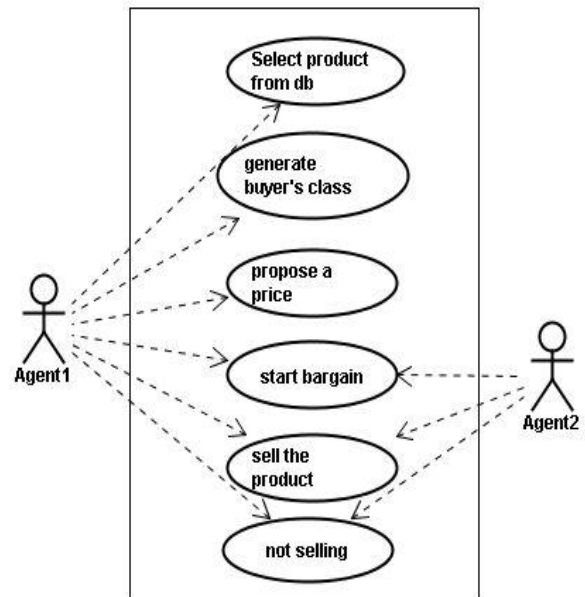 Select product
from db
generate
buyer's class
propose a
price
Agent1
start bargain
Agent2
sell the
product
not selling